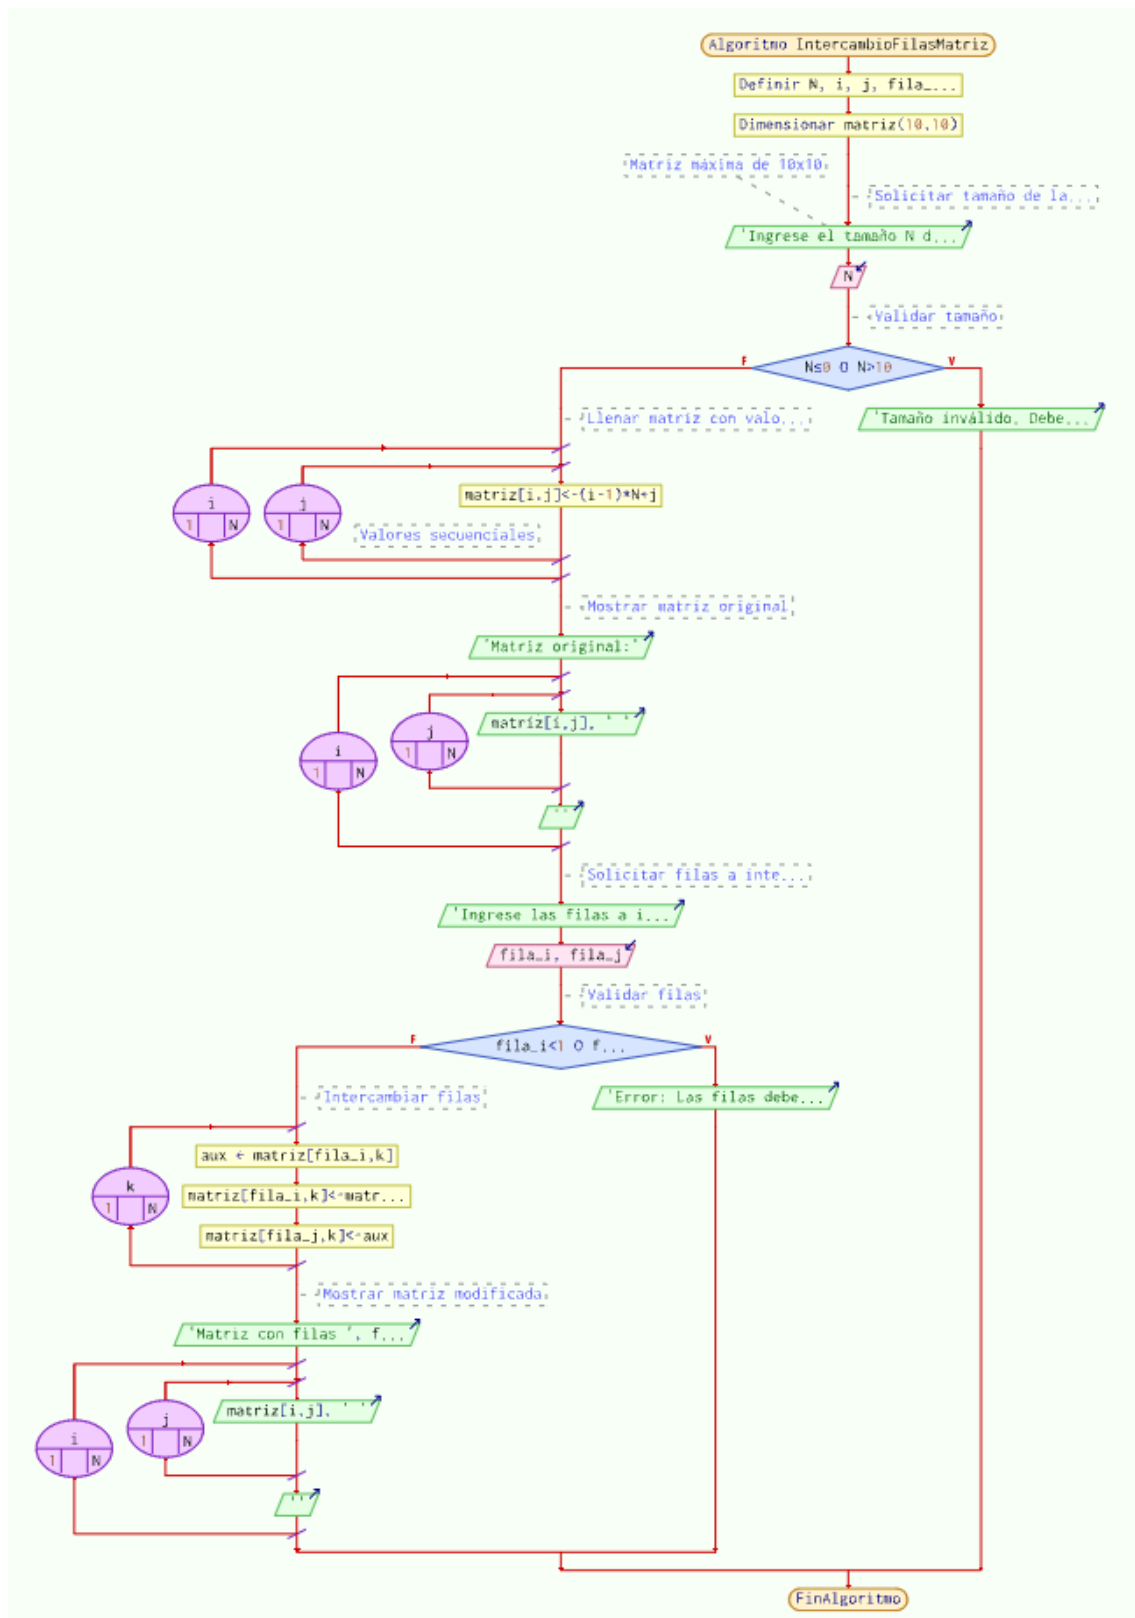 Algoritmo IntercambioFilasMatriz
Definir N, i, j, fila_...
Dimensionar matriz(10,10)
Matriz máxima de 10x10
Solicitar tamaño de la...
'Ingrese el tamaño N d...
N
Validar tamaño
F
N≤0 O N>10
V
Llenar matriz con valo...
'Tamaño inválido. Debe...
i
1 N
j
1 N
matriz[i,j]<-(i-1)*N+j
Valores secuenciales
Mostrar matriz original
'Matriz original:'
matriz[i,j], ' '
j
1 N
i
1 N
''
Solicitar filas a inte...
'Ingrese las filas a i...
fila_i, fila_j
Validar filas
F
fila_i<1 O f...
V
Intercambiar filas
'Error: Las filas debe...
aux ← matriz[fila_i,k]
k
1 N
matriz[fila_i,k]<-matr...
matriz[fila_j,k]<-aux
Mostrar matriz modificada
'Matriz con filas ', f...
matriz[i,j], ' '
j
1 N
i
1 N
''
FinAlgoritmo